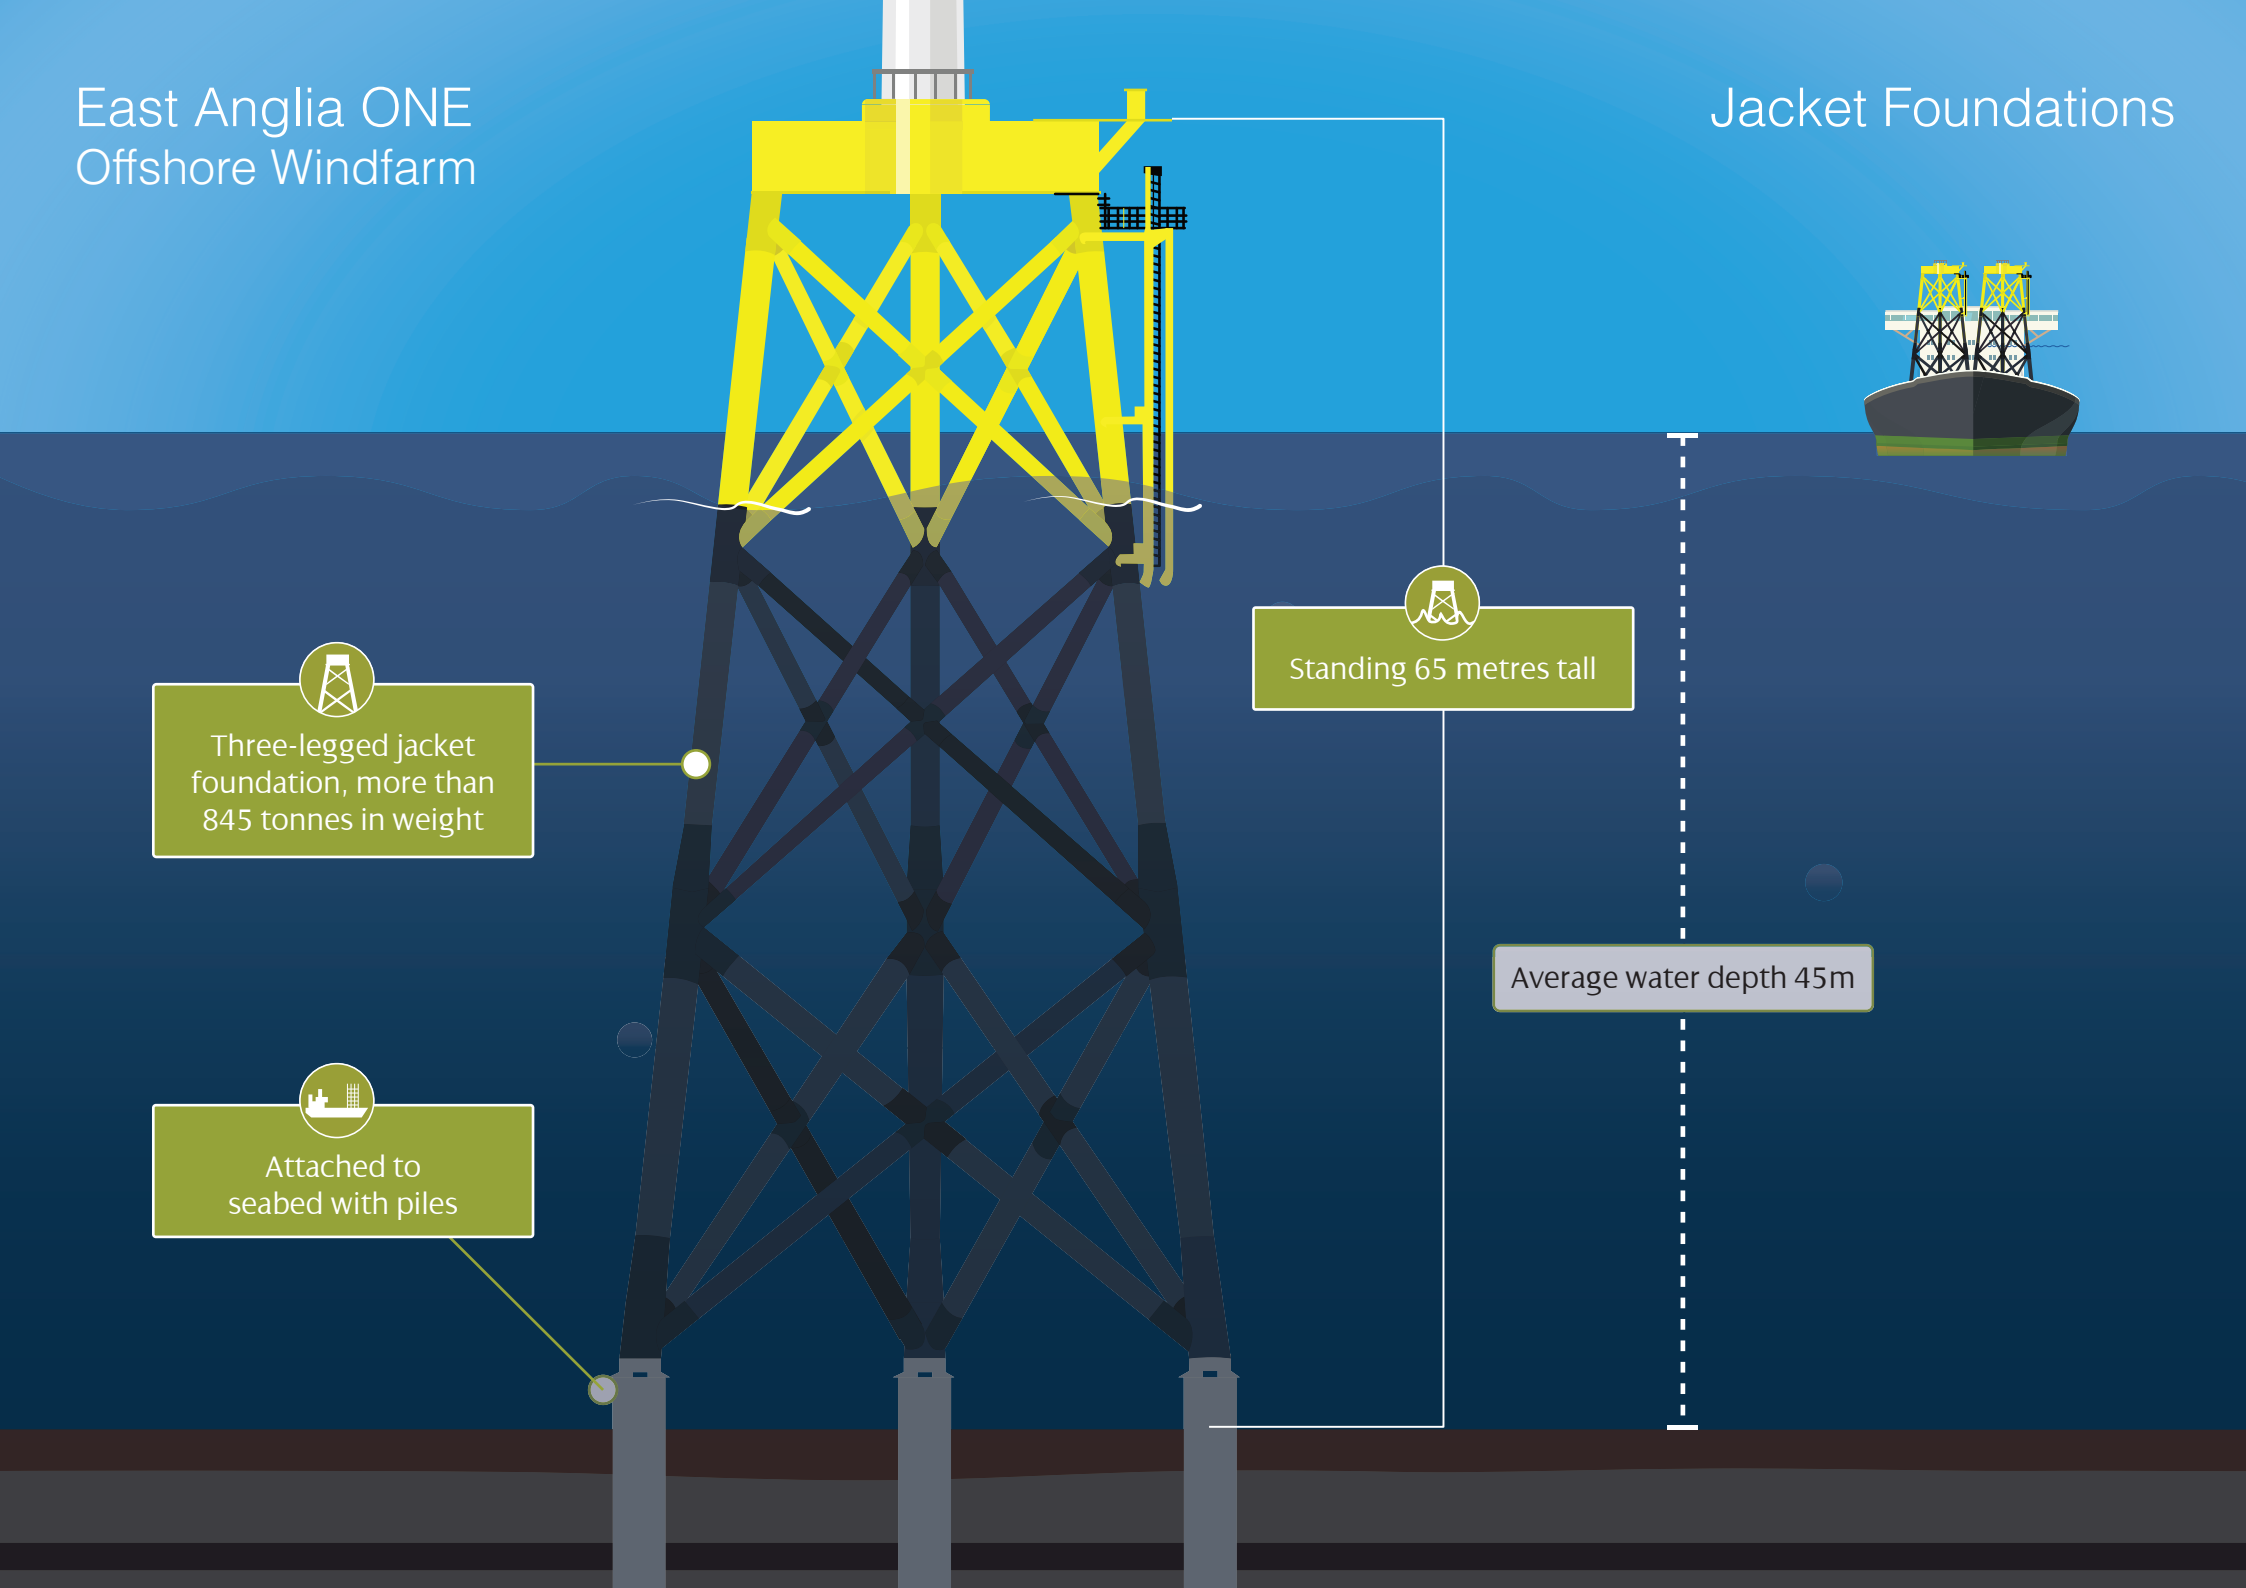 East Anglia ONE
Offshore Windfarm
Jacket Foundations
Standing 65 metres tall
Three-legged jacket
foundation, more than
845 tonnes in weight
Average water depth 45m
Attached to
seabed with piles